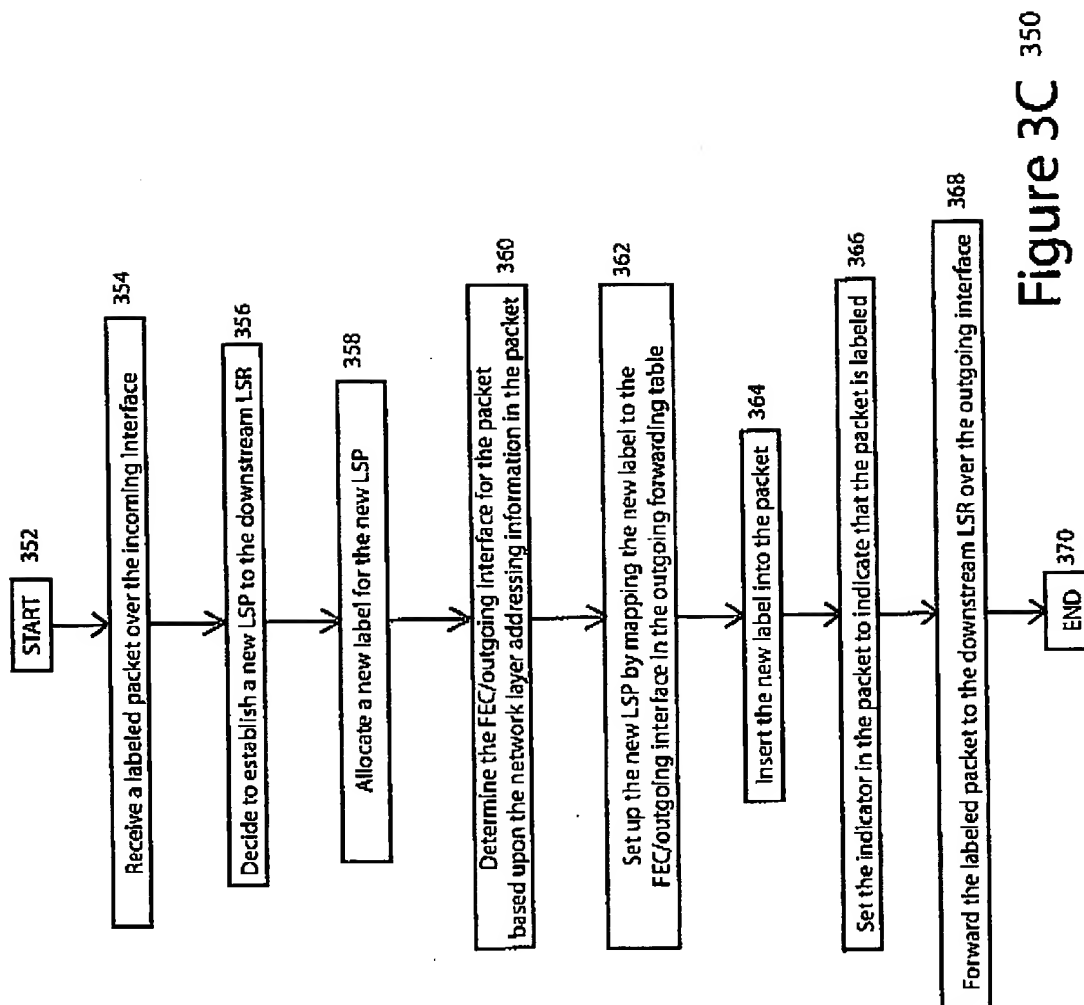 START 352
Receive a labeled packet over the incoming Interface 354
Decide to establish a new LSP to the downstream LSR 356
Allocate a new label for the new LSP 358
Determine the FEC/outgoing Interface for the packet
based upon the network layer addressing information in the packet 360
Set up the new LSP by mapping the new label to the
FEC/outgoing interface in the outgoing forwarding table 362
Insert the new label into the packet 364
Set the indicator in the packet to indicate that the packet is labeled 366
Forward the labeled packet to the downstream LSR over the outgoing interface 368
END 370
Figure 3C 350